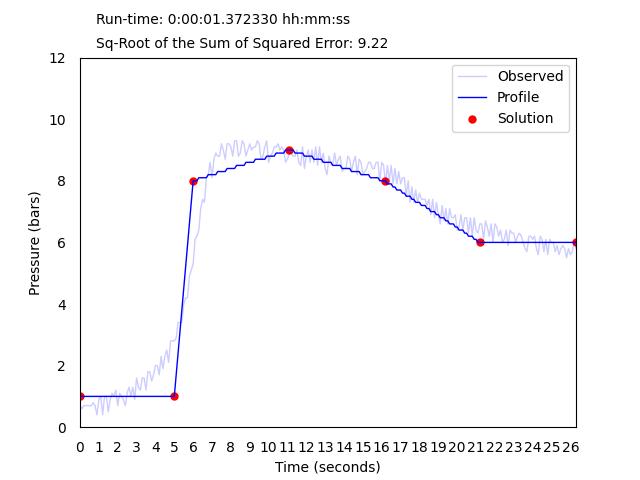 Run-time: 0:00:01.372330 hh:mm:ss
Sq-Root of the Sum of Squared Error: 9.22
12
10
8
6
4
2
0
Pressure (bars)
Observed
Profile
Solution
0 1 2 3 4 5 6 7 8 9 10 11 12 13 14 15 16 17 18 19 20 21 22 23 24 25 26
Time (seconds)